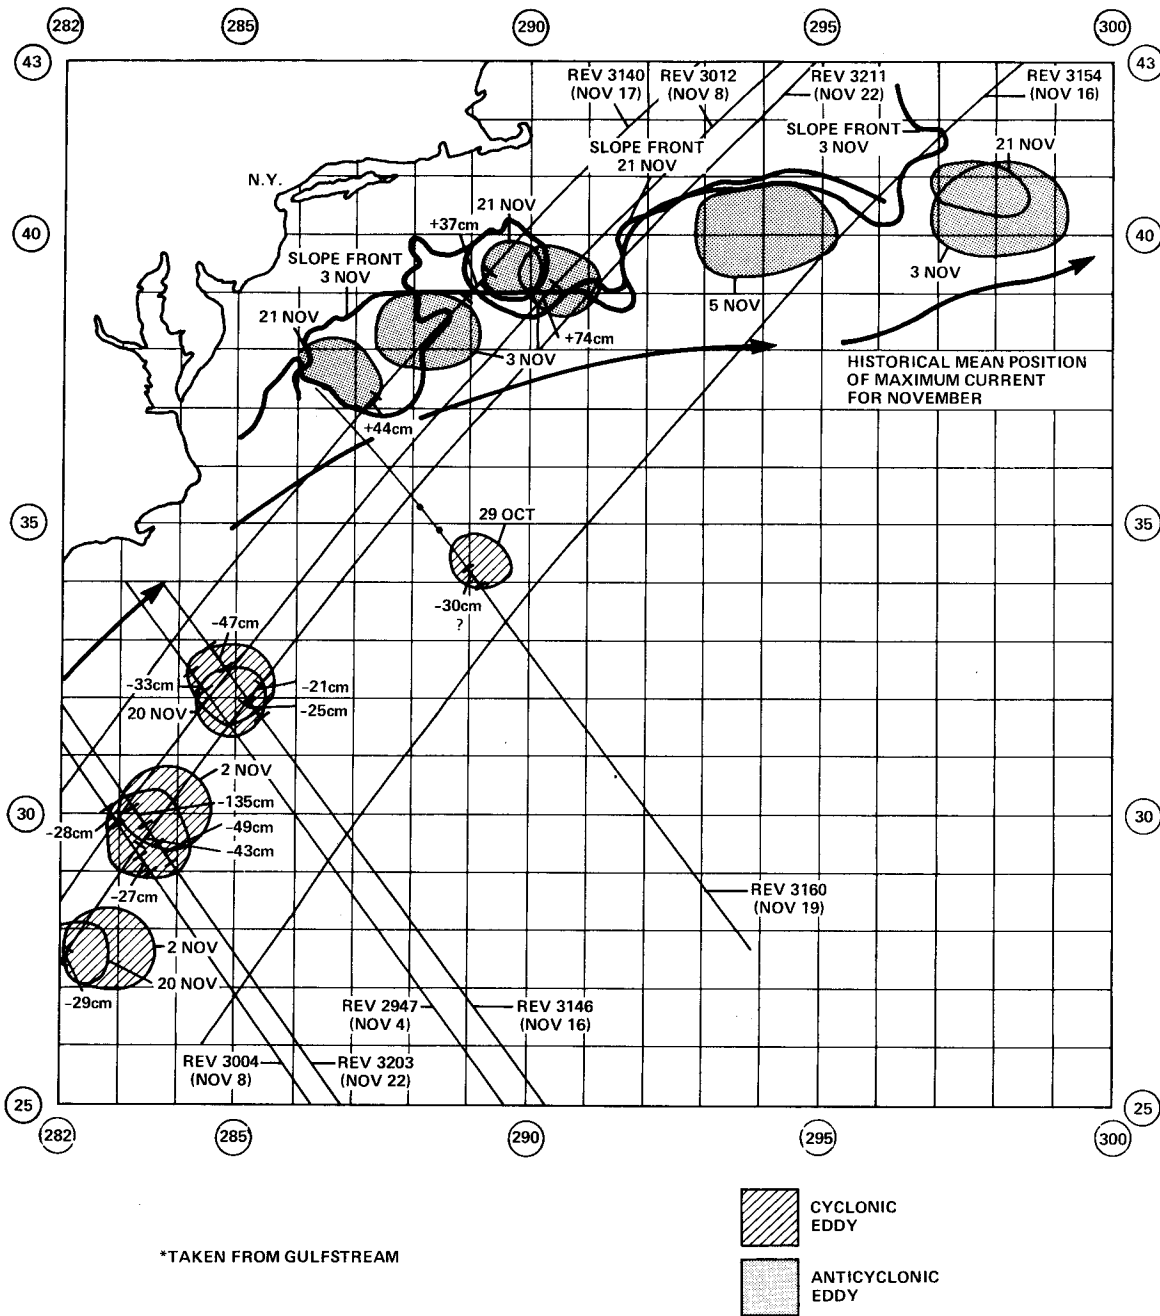 282
285
290
295
300
43
43
REV 3140
(NOV 17)
REV 3012
(NOV 8)
REV 3211
(NOV 22)
REV 3154
(NOV 16)
SLOPE FRONT
3 NOV
SLOPE FRONT
21 NOV
21 NOV
N.Y.
21 NOV
+37cm
40
40
SLOPE FRONT
3 NOV
3 NOV
5 NOV
21 NOV
3 NOV
+74cm
HISTORICAL MEAN POSITION
OF MAXIMUM CURRENT
FOR NOVEMBER
+44cm
35
35
29 OCT
-30cm
?
-47cm
-33cm
-21cm
20 NOV
-25cm
2 NOV
-135cm
30
30
-28cm
-49cm
-43cm
-27cm
REV 3160
(NOV 19)
2 NOV
20 NOV
-29cm
REV 2947
(NOV 4)
REV 3146
(NOV 16)
REV 3004
(NOV 8)
REV 3203
(NOV 22)
25
25
282
285
290
295
300
CYCLONIC
EDDY
*TAKEN FROM GULFSTREAM
ANTICYCLONIC
EDDY